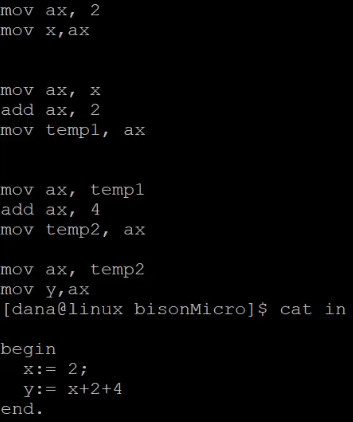 mov ax, 2
mov x,ax
mov ax, x
add ax, 2
mov temp1, ax
mov ax, temp1
add ax, 4
mov temp2, ax
mov ax, temp2
mov y,ax
[dana@linux bisonMicro]$ cat in
begin
  x:= 2;
  y:= x+2+4
end.